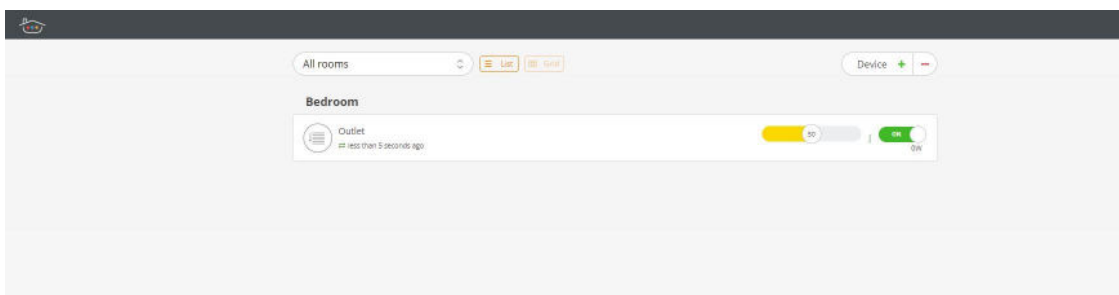 All rooms
List
Grid
Device + −
Bedroom
Outlet
less than 5 seconds ago
50
ON
0W